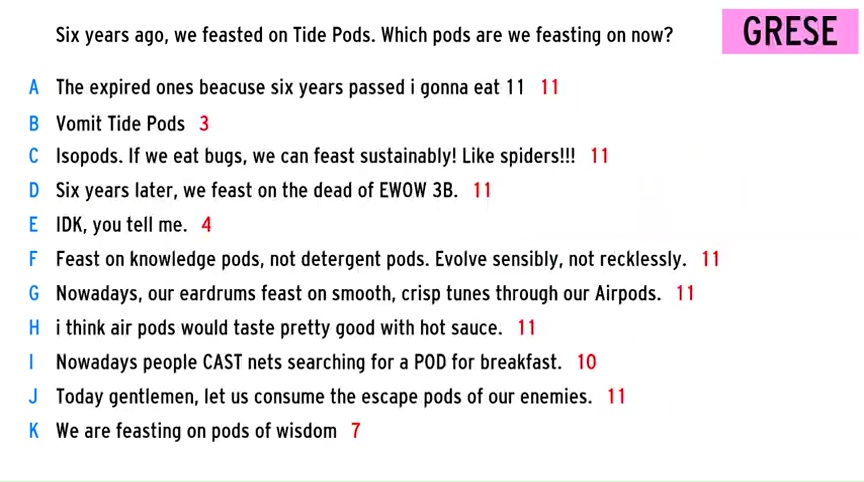 Six years ago, we feasted on Tide Pods. Which pods are we feasting on now?
GRESE
A The expired ones beacuse six years passed i gonna eat 11 11
B Vomit Tide Pods 3
C Isopods. If we eat bugs, we can feast sustainably! Like spiders!!! 11
D Six years later, we feast on the dead of EWOW 3B. 11
E IDK, you tell me. 4
F Feast on knowledge pods, not detergent pods. Evolve sensibly, not recklessly. 11
G Nowadays, our eardrums feast on smooth, crisp tunes through our Airpods. 11
H i think air pods would taste pretty good with hot sauce. 11
I Nowadays people CAST nets searching for a POD for breakfast. 10
J Today gentlemen, let us consume the escape pods of our enemies. 11
K We are feasting on pods of wisdom 7